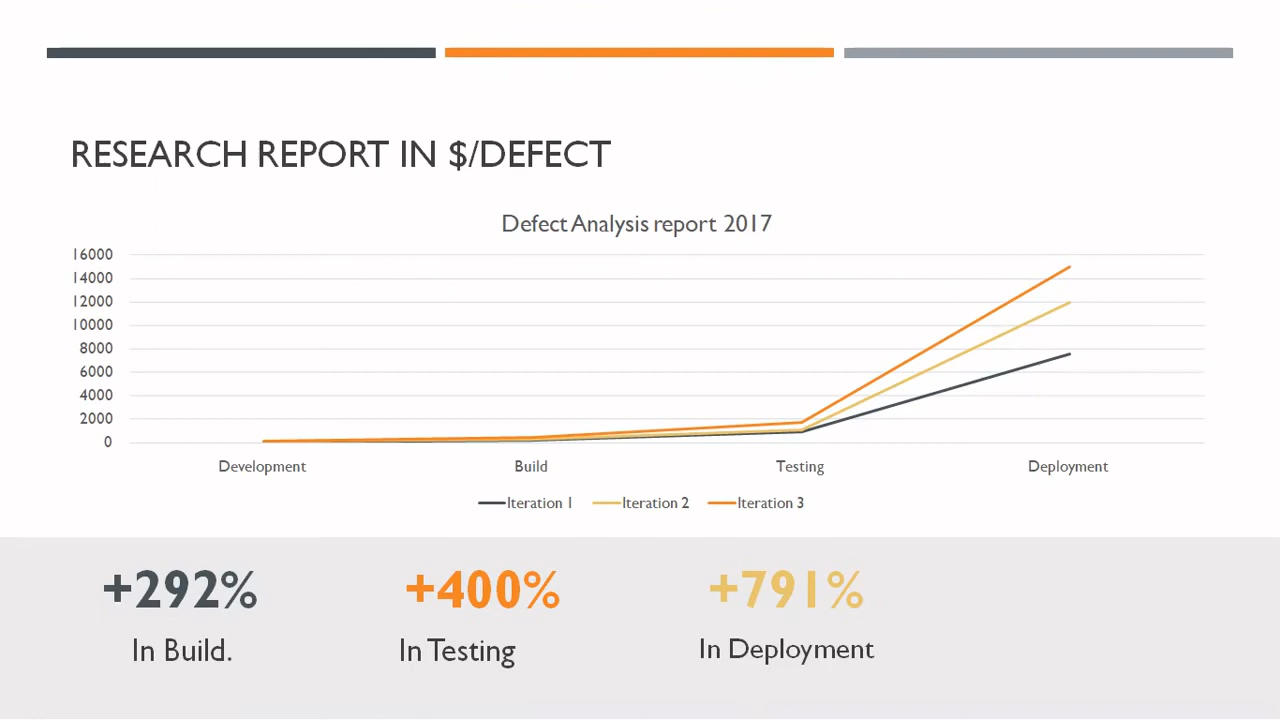 RESEARCH REPORT IN $/DEFECT
Defect Analysis report 2017
16000
14000
12000
10000
8000
6000
4000
2000
0
Development Build Testing Deployment
Iteration 1 Iteration 2 Iteration 3
+292% +400% +791%
In Build. In Testing In Deployment